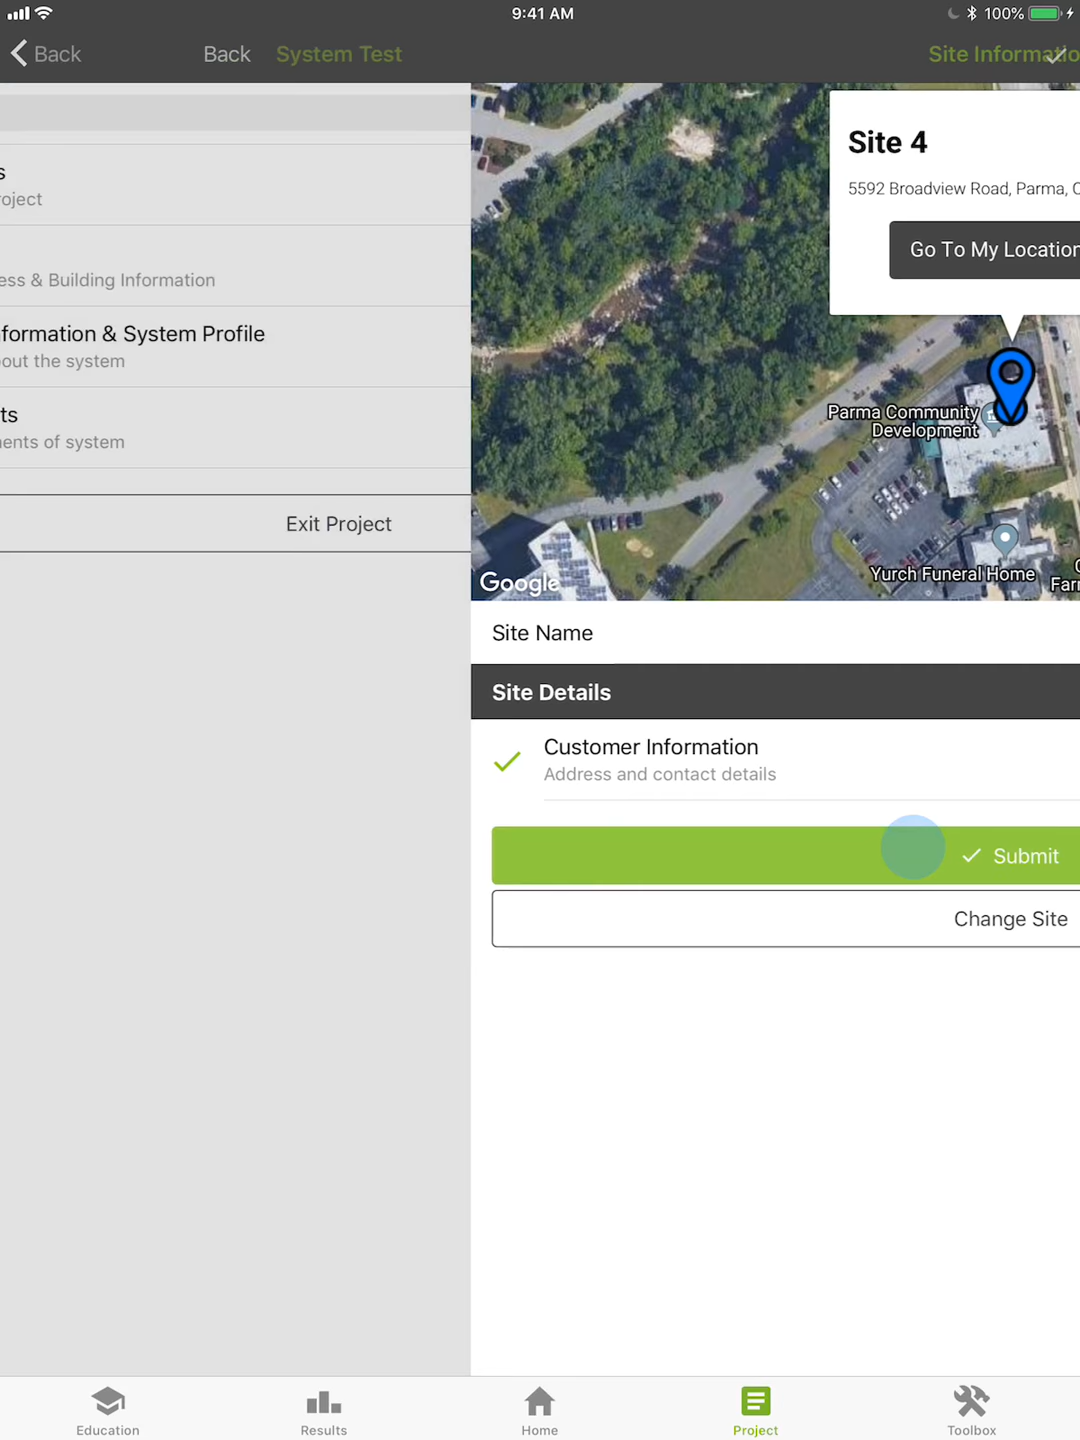 9:41 AM
100%
Back
Back
System Test
Site Informatio
s
oject
ess & Building Information
formation & System Profile
out the system
ts
ents of system
Exit Project
Site 4
5592 Broadview Road, Parma, O
Go To My Location
Parma Community
Development
Yurch Funeral Home
Farr
Google
Site Name
Site Details
Customer Information
Address and contact details
Submit
Change Site
Education
Results
Home
Project
Toolbox